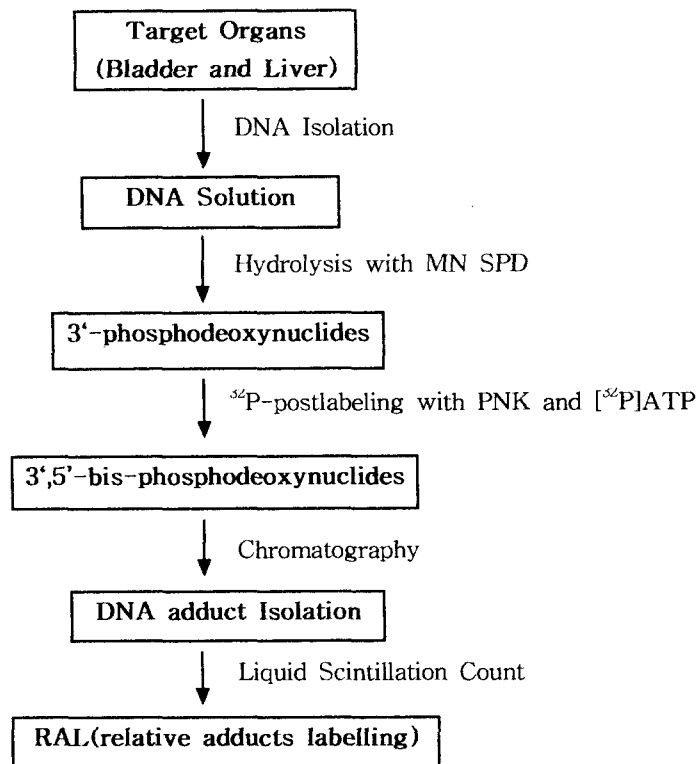 Target Organs
(Bladder and Liver)
DNA Isolation
DNA Solution
Hydrolysis with MN SPD
3‘-phosphodeoxynuclides
³²P-postlabeling with PNK and [³²P]ATP
3‘,5’-bis-phosphodeoxynuclides
Chromatography
DNA adduct Isolation
Liquid Scintillation Count
RAL(relative adducts labelling)